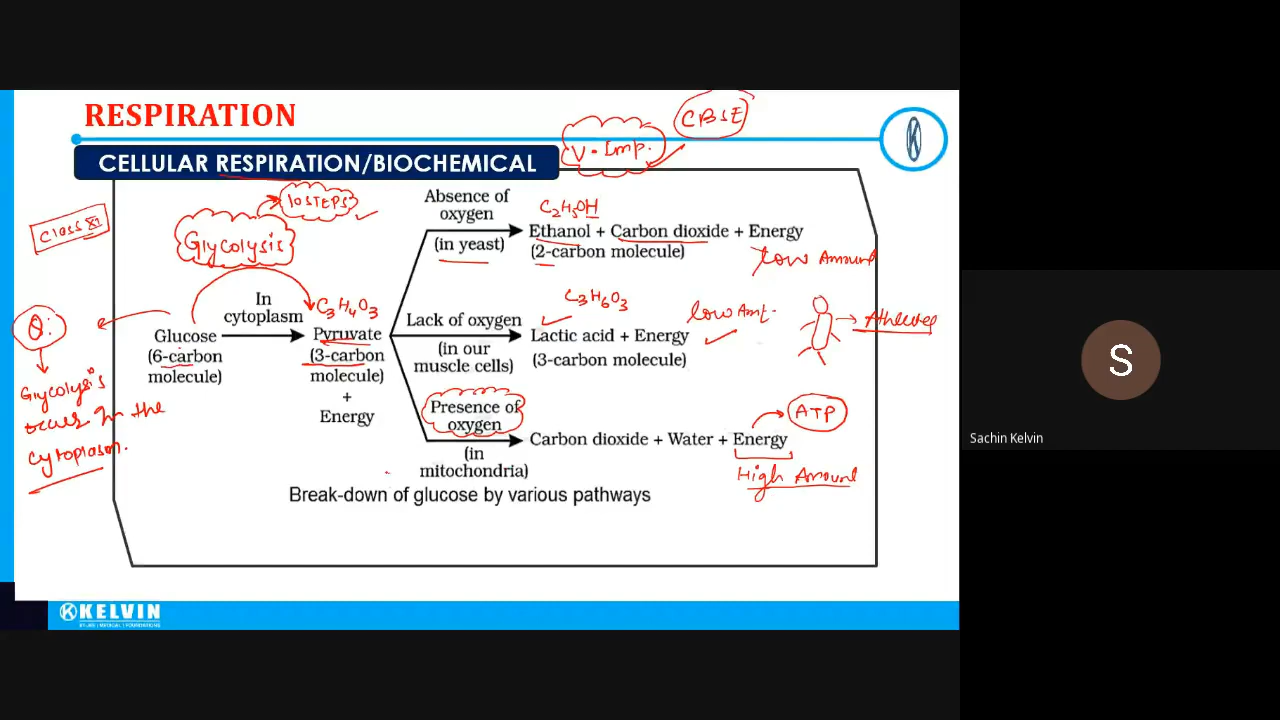 RESPIRATION
CBSE
V. Imp.
CELLULAR RESPIRATION/BIOCHEMICAL
10 STEPS
Class XI
Glycolysis
Absence of
oxygen
(in yeast)
C2H5OH
Ethanol + Carbon dioxide + Energy
(2-carbon molecule)
low Amount
Q:
Glycolysis
occurs in the
cytoplasm.
Glucose
(6-carbon
molecule)
In
cytoplasm
C3H4O3
Pyruvate
(3-carbon
molecule)
+
Energy
Lack of oxygen
(in our
muscle cells)
C3H6O3
Lactic acid + Energy
(3-carbon molecule)
low Amt.
Presence of
oxygen
(in
mitochondria)
Carbon dioxide + Water + Energy
ATP
High Amount
Break-down of glucose by various pathways
KELVIN
S
Sachin Kelvin